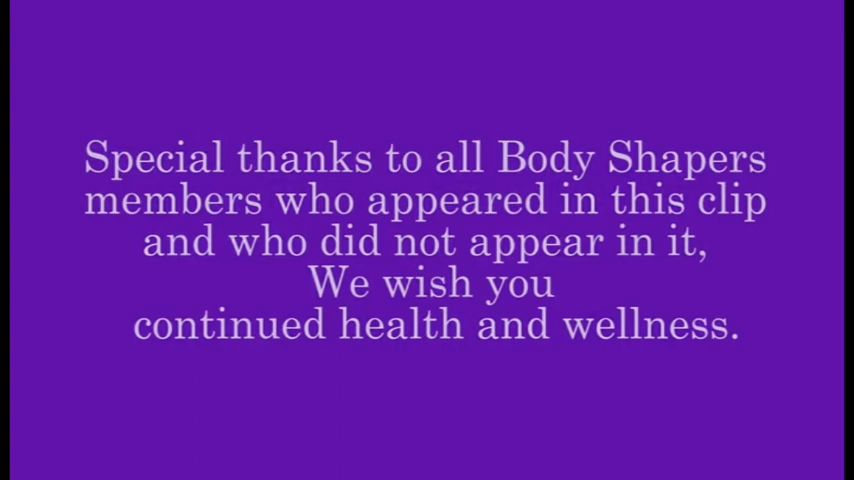 Special thanks to all Body Shapers
members who appeared in this clip
and who did not appear in it,
We wish you
continued health and wellness.